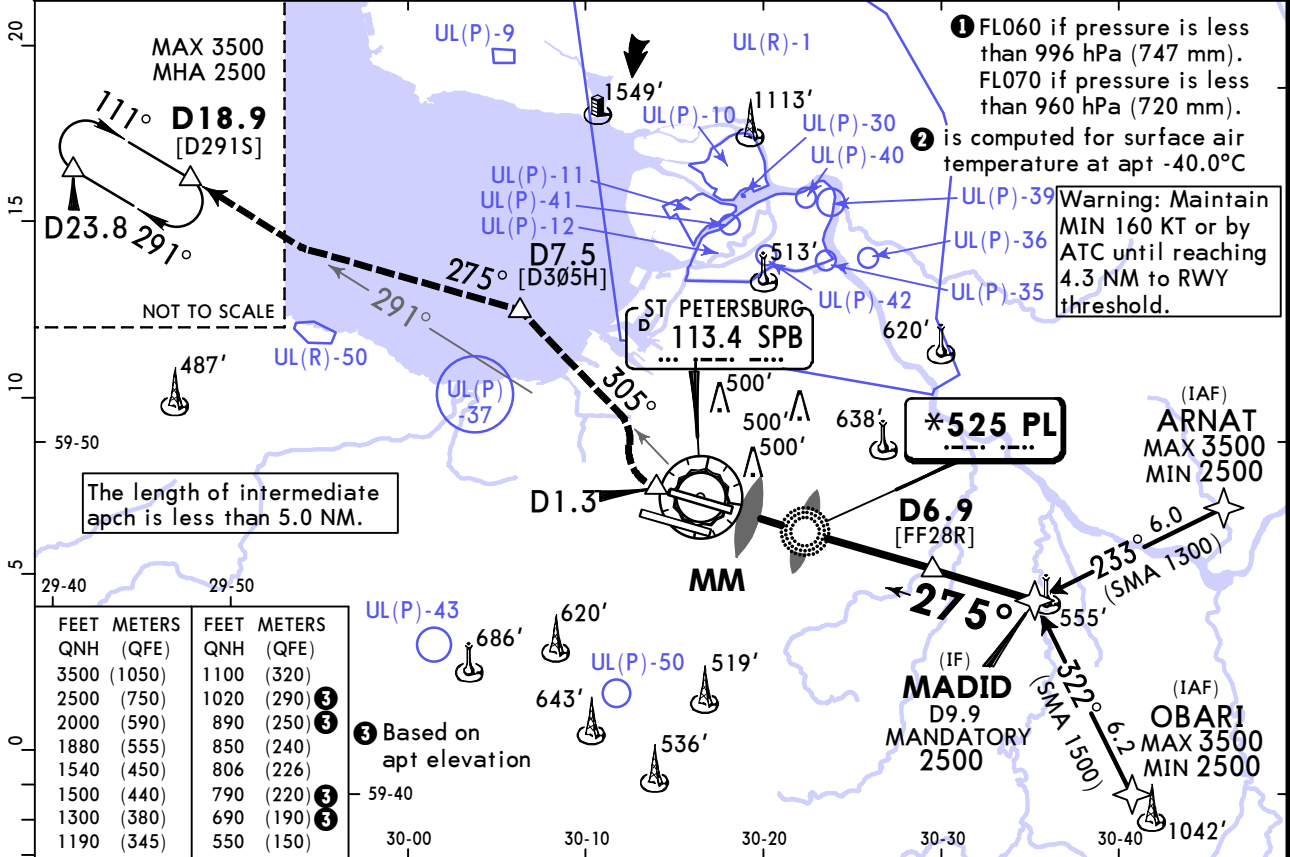 20
15
10
5
0
MAX 3500
MHA 2500
111°
D18.9
[D291S]
D23.8
291°
NOT TO SCALE
UL(P)-9
UL(R)-1
1549'
UL(P)-10
1113'
UL(P)-30
UL(P)-40
UL(P)-11
UL(P)-41
UL(P)-12
UL(P)-39
UL(P)-36
UL(P)-35
UL(P)-42
513'
620'
❶ FL060 if pressure is less
than 996 hPa (747 mm).
FL070 if pressure is less
than 960 hPa (720 mm).
❷ is computed for surface air
temperature at apt -40.0°C
Warning: Maintain
MIN 160 KT or by
ATC until reaching
4.3 NM to RWY
threshold.
275°
D7.5
[D3Ø5H]
291°
UL(R)-50
487'
UL(P)
-37
305°
ST PETERSBURG
D
113.4 SPB
500'
500'
500'
638'
*525 PL
(IAF)
ARNAT
MAX 3500
MIN 2500
59-50
The length of intermediate
apch is less than 5.0 NM.
D1.3
MM
D6.9
[FF28R]
275°
233° 6.0
(SMA 1300)
555'
29-40
29-50
FEET METERS FEET METERS
QNH (QFE) QNH (QFE)
3500 (1050) 1100 (320)
2500 (750) 1020 (290) ❸
2000 (590) 890 (250) ❸
1880 (555) 850 (240)
1540 (450) 806 (226)
1500 (440) 790 (220) ❸
1300 (380) 690 (190) ❸
1190 (345) 550 (150)
❸ Based on
apt elevation
59-40
UL(P)-43
686'
620'
UL(P)-50
519'
643'
536'
(IF)
MADID
D9.9
MANDATORY
2500
322° 6.2
(SMA 1500)
(IAF)
OBARI
MAX 3500
MIN 2500
1042'
30-00
30-10
30-20
30-30
30-40